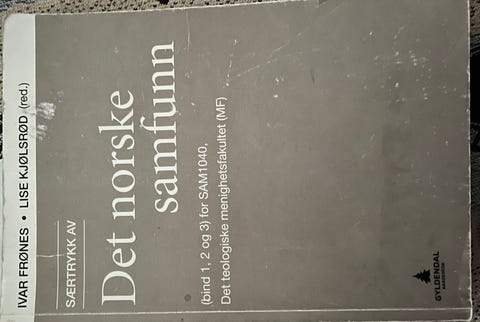 IVAR FRØNES • LISE KJØLSRØD (red.)
SÆRTRYKK AV
Det norske
samfunn
(bind 1, 2 og 3) for SAM1040,
Det teologiske menighetsfakultet (MF)
GYLDENDAL
AKADEMISK